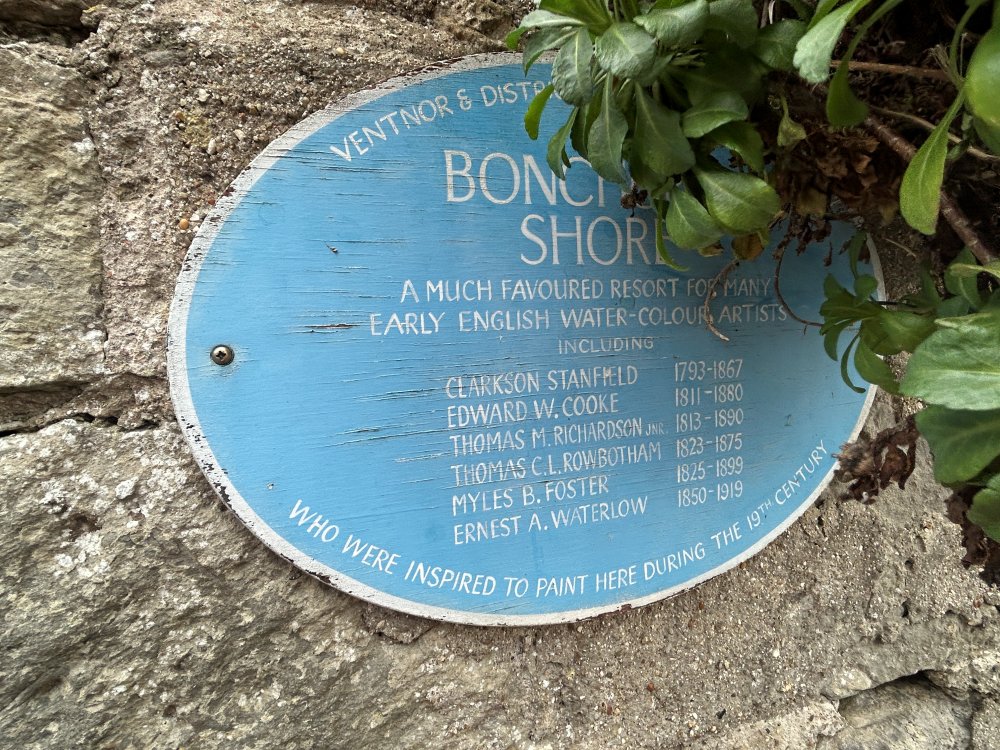 VENTNOR & DISTR
BONCH
SHORE
A MUCH FAVOURED RESORT FOR MANY
EARLY ENGLISH WATER-COLOUR ARTISTS
INCLUDING
CLARKSON STANFIELD 1793-1867
EDWARD W. COOKE 1811-1880
THOMAS M. RICHARDSON JNR. 1813-1890
THOMAS C.L. ROWBOTHAM 1823-1875
MYLES B. FOSTER 1825-1899
ERNEST A. WATERLOW 1850-1919
WHO WERE INSPIRED TO PAINT HERE DURING THE 19TH CENTURY